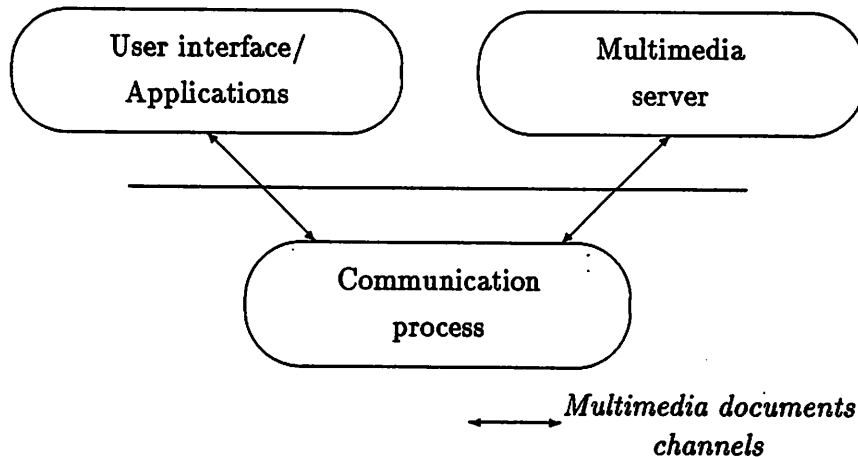 User interface/
Applications
Multimedia
server
Communication
process
Multimedia documents
channels